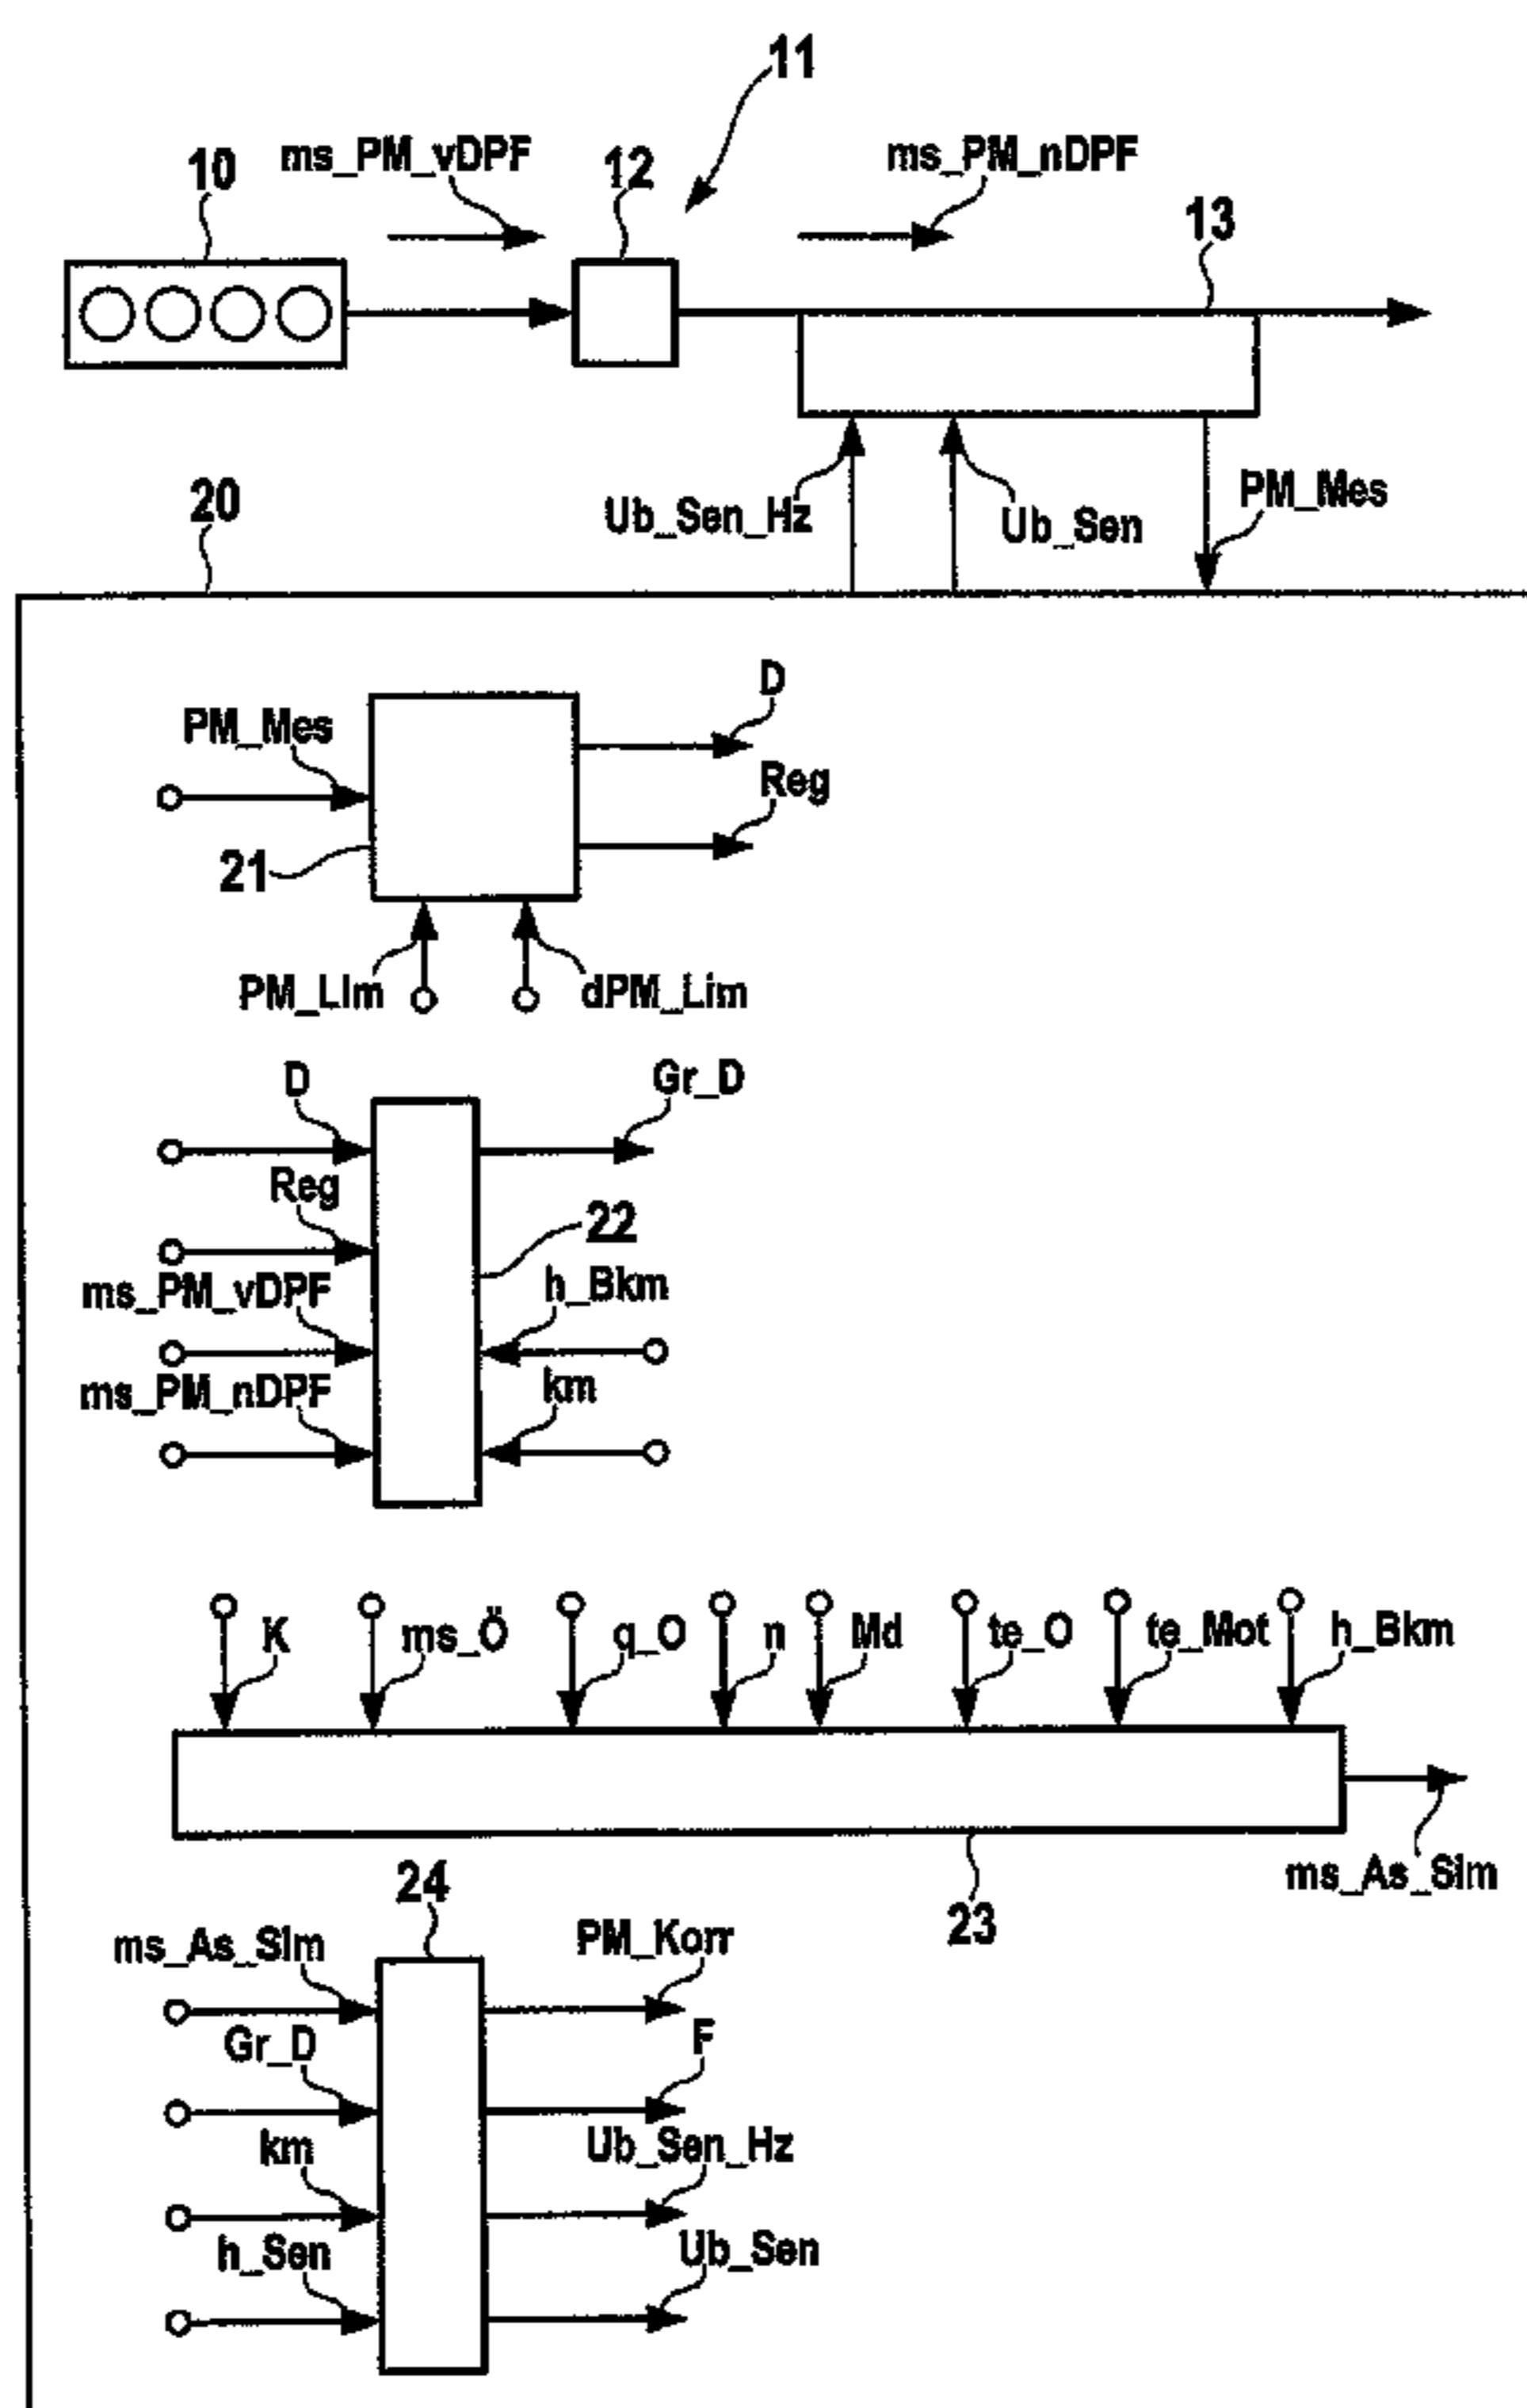 11
ms_PM_vDPF
ms_PM_nDPF
10
12
13
Ub_Sen_Hz
Ub_Sen
PM_Mes
20
D
PM_Mes
Reg
21
PM_Lim
dPM_Lim
D
Gr_D
Reg
22
ms_PM_vDPF
h_Bkm
ms_PM_nDPF
km
K
ms_Ö
q_O
n
Md
te_O
te_Mot
h_Bkm
ms_As_Sim
23
24
ms_As_Sim
PM_Korr
Gr_D
F
km
Ub_Sen_Hz
h_Sen
Ub_Sen